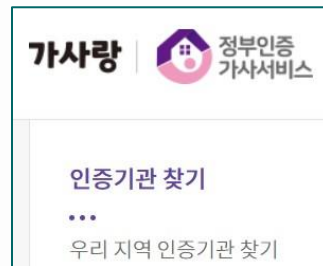 가사랑
정부인증
가사서비스
인증기관 찾기
우리 지역 인증기관 찾기